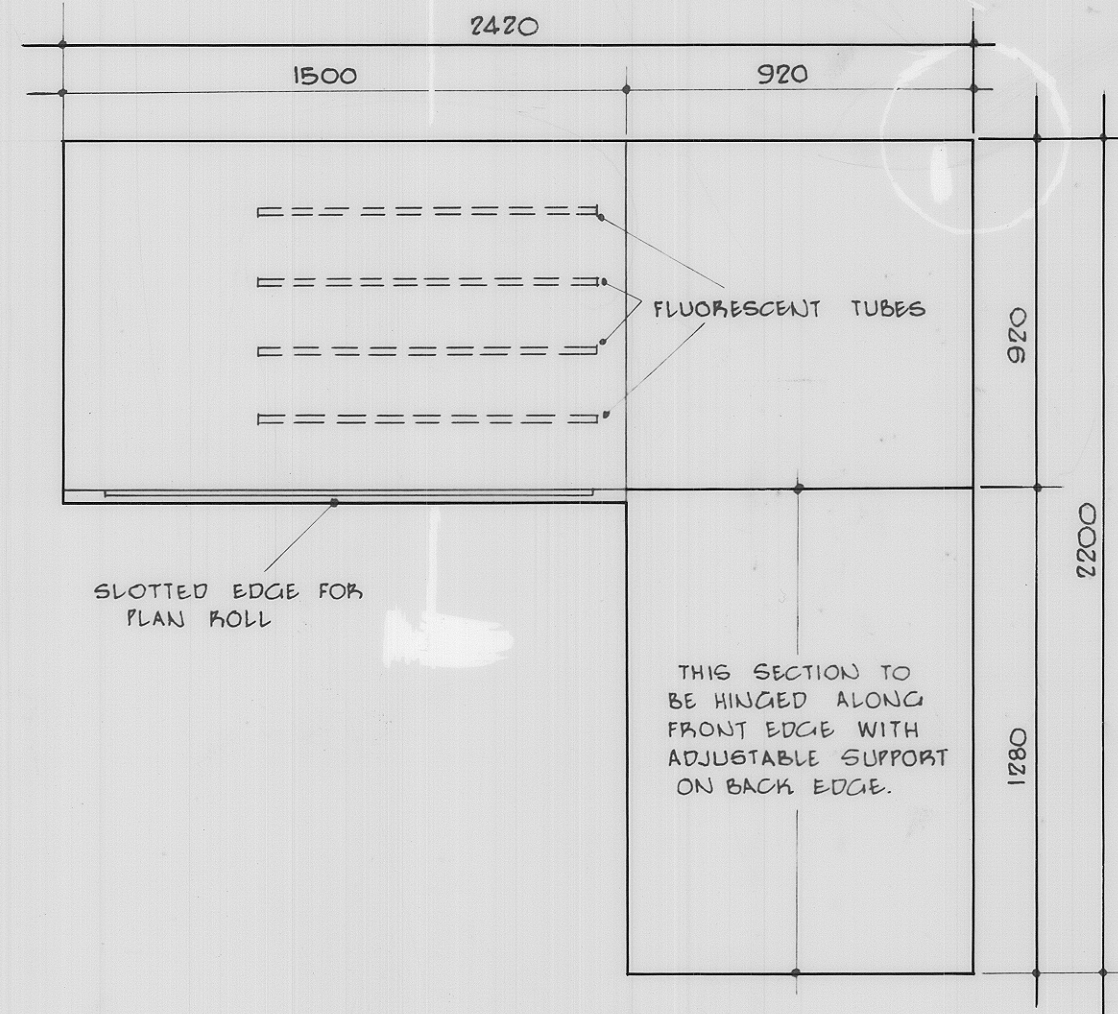 2420
1500
920
FLUORESCENT TUBES
920
2200
SLOTTED EDGE FOR
PLAN ROLL
THIS SECTION TO
BE HINGED ALONG
FRONT EDGE WITH
ADJUSTABLE SUPPORT
ON BACK EDGE.
1280